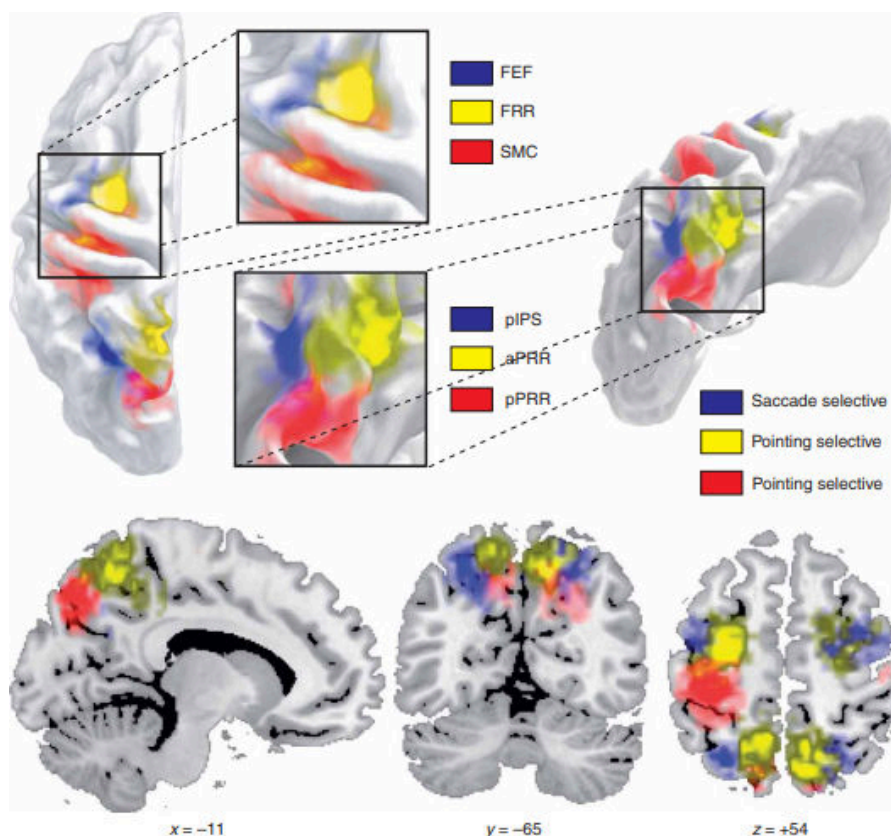 FEF
FRR
SMC
pIPS
aPRR
pPRR
Saccade selective
Pointing selective
Pointing selective
x = –11
y = –65
z = +54